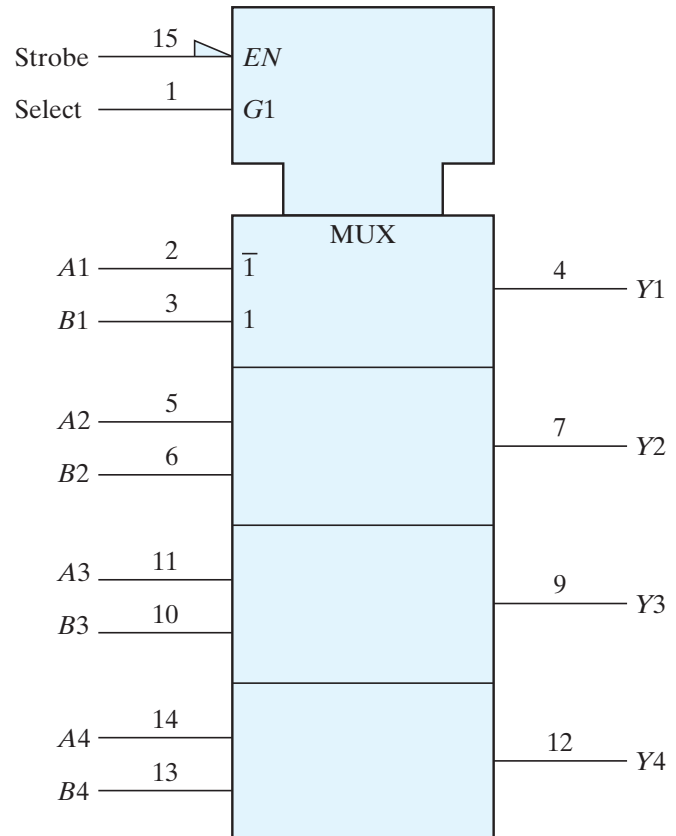 Strobe 15 EN
Select 1 G1
MUX
A1 2 1̅ 4 Y1
B1 3 1
A2 5 7 Y2
B2 6
A3 11 9 Y3
B3 10
A4 14 12 Y4
B4 13